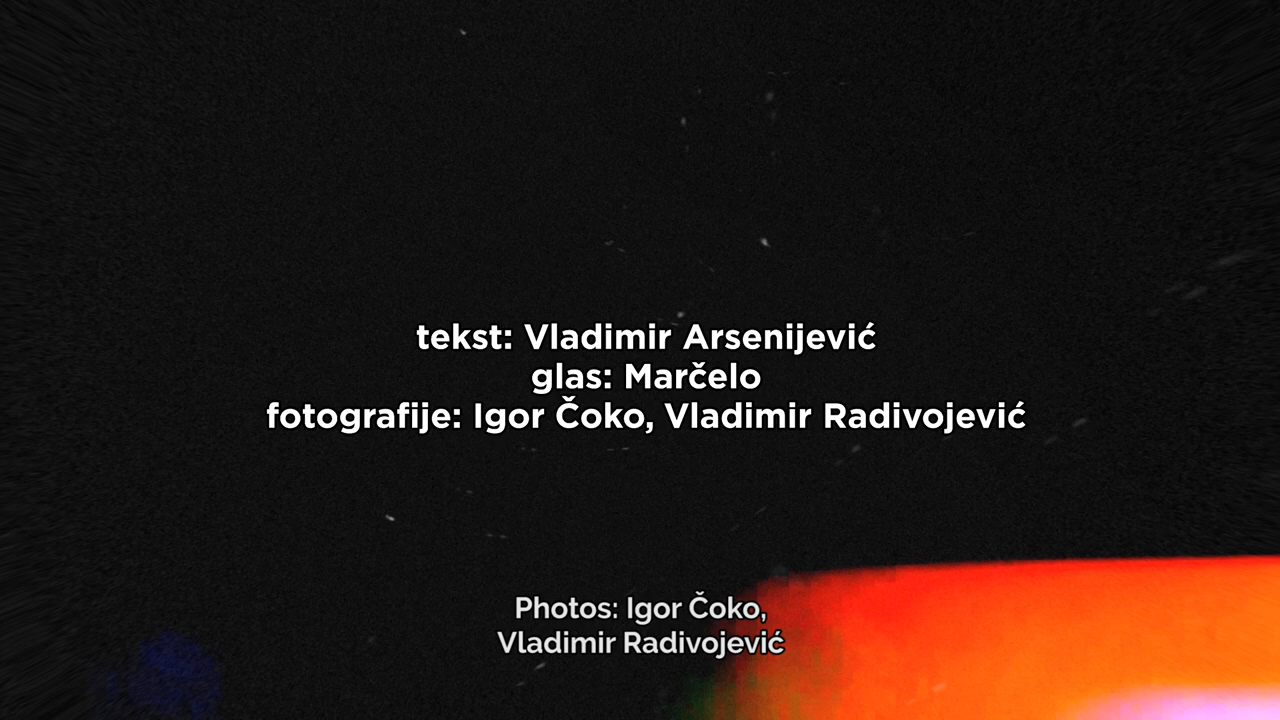 tekst: Vladimir Arsenijević
glas: Marčelo
fotografije: Igor Čoko, Vladimir Radivojević
Photos: Igor Čoko,
Vladimir Radivojević